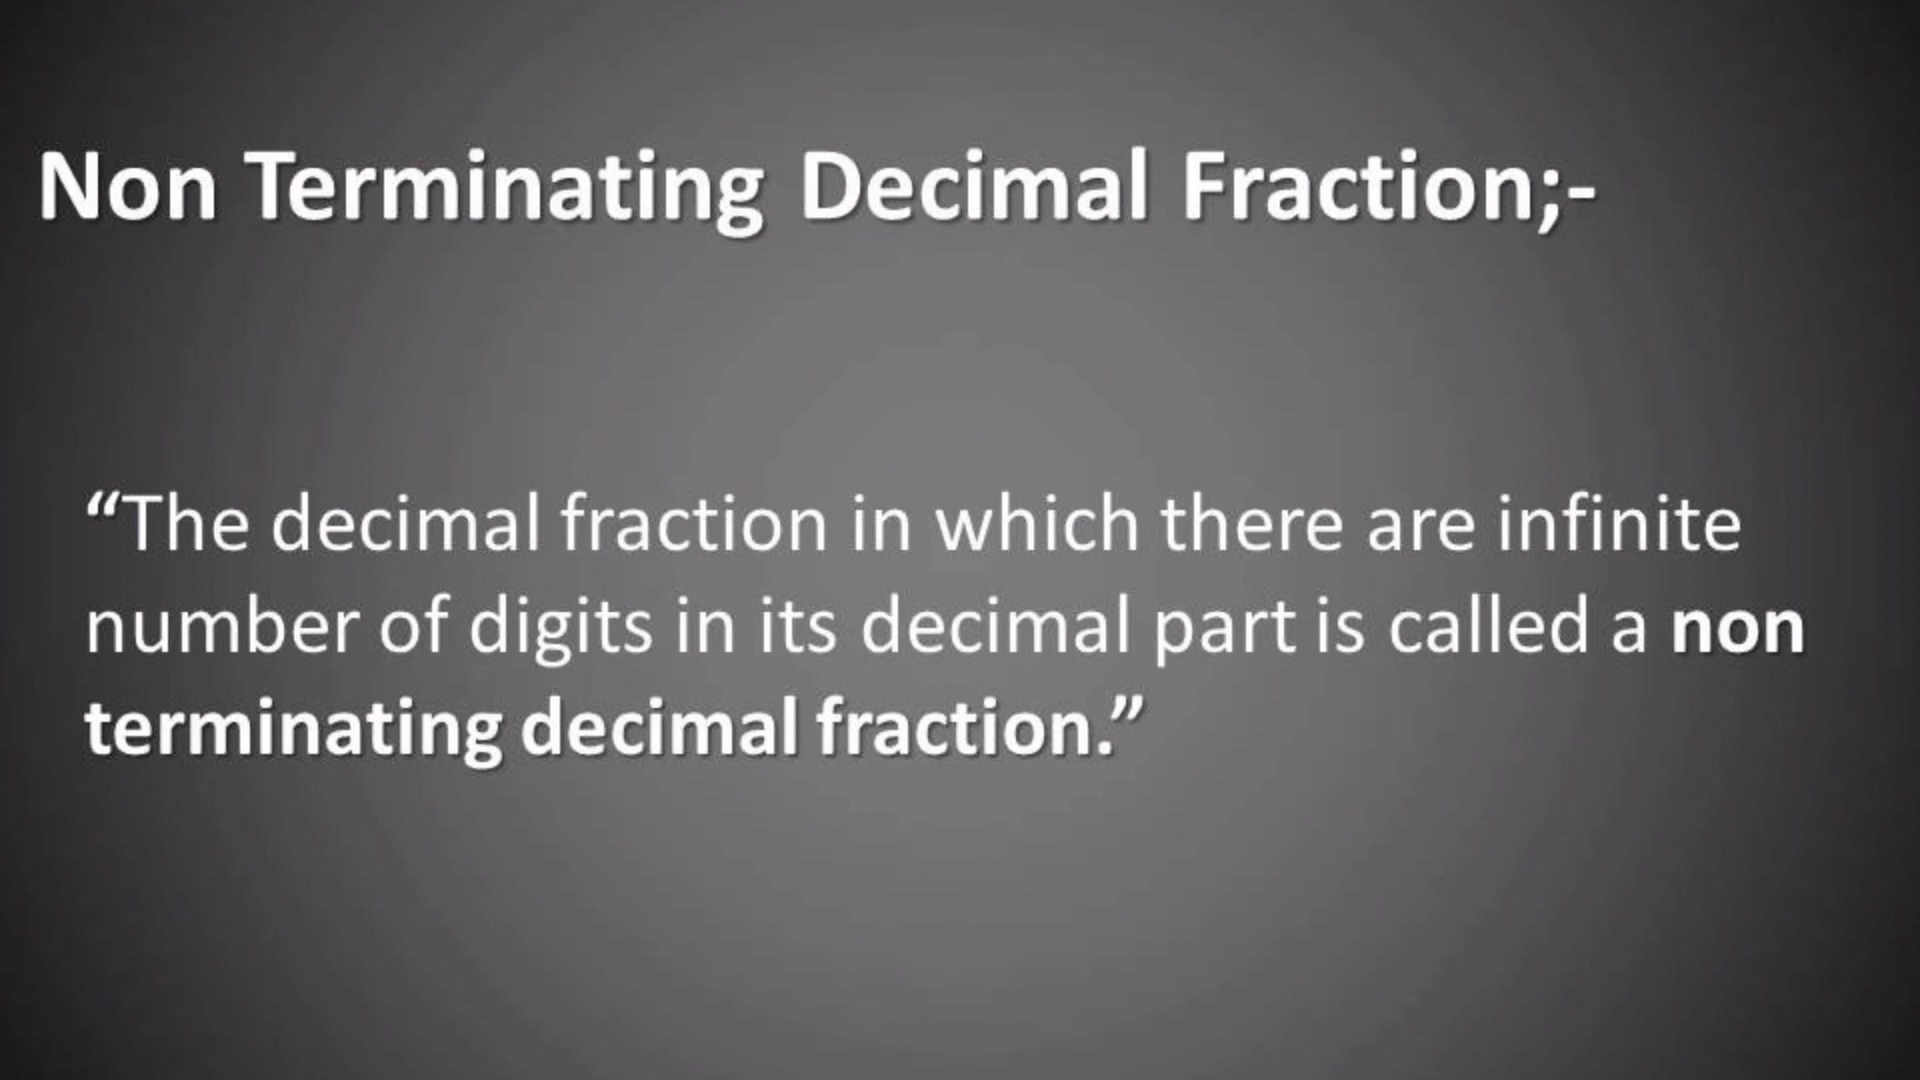 Non Terminating Decimal Fraction;-
“The decimal fraction in which there are infinite
number of digits in its decimal part is called a non
terminating decimal fraction.”